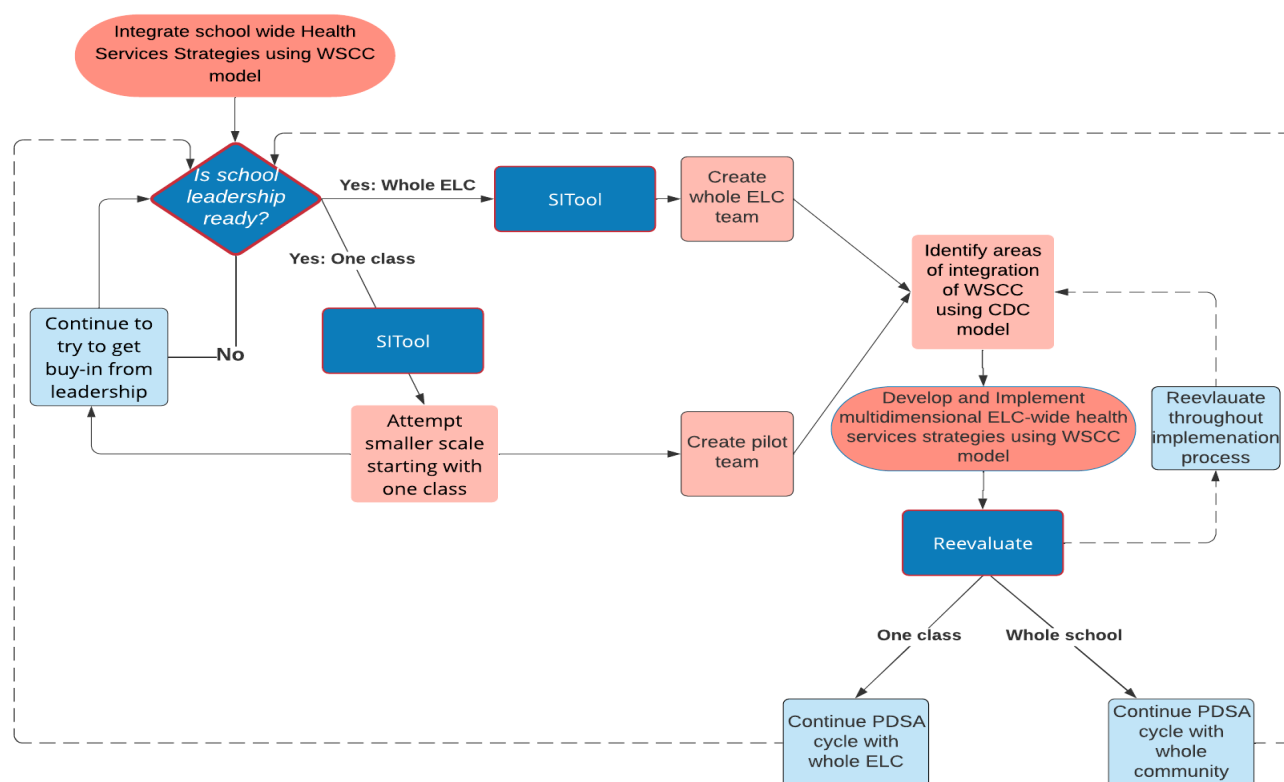 Integrate school wide Health
Services Strategies using WSCC
model
Is school
leadership
ready?
Yes: Whole ELC
SITool
Create
whole ELC
team
Yes: One class
SITool
No
Continue to
try to get
buy-in from
leadership
Attempt
smaller scale
starting with
one class
Create pilot
team
Identify areas
of integration
of WSCC
using CDC
model
Develop and Implement
multidimensional ELC-wide health
services strategies using WSCC
model
Reevlauate
throughout
implemenation
process
Reevaluate
One class
Whole school
Continue PDSA
cycle with
whole ELC
Continue PDSA
cycle with
whole
community